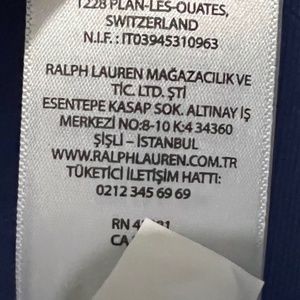 1228 PLAN-LES-OUATES,
SWITZERLAND
N.I.F. : IT03945310963
RALPH LAUREN MAĞAZACILIK VE
TİC. LTD. ŞTİ
ESENTEPE KASAP SOK. ALTINAY İŞ
MERKEZİ NO:8-10 K:4 34360
ŞİŞLİ – İSTANBUL
WWW.RALPHLAUREN.COM.TR
TÜKETİCİ İLETİŞİM HATTI:
0212 345 69 69
RN
CA